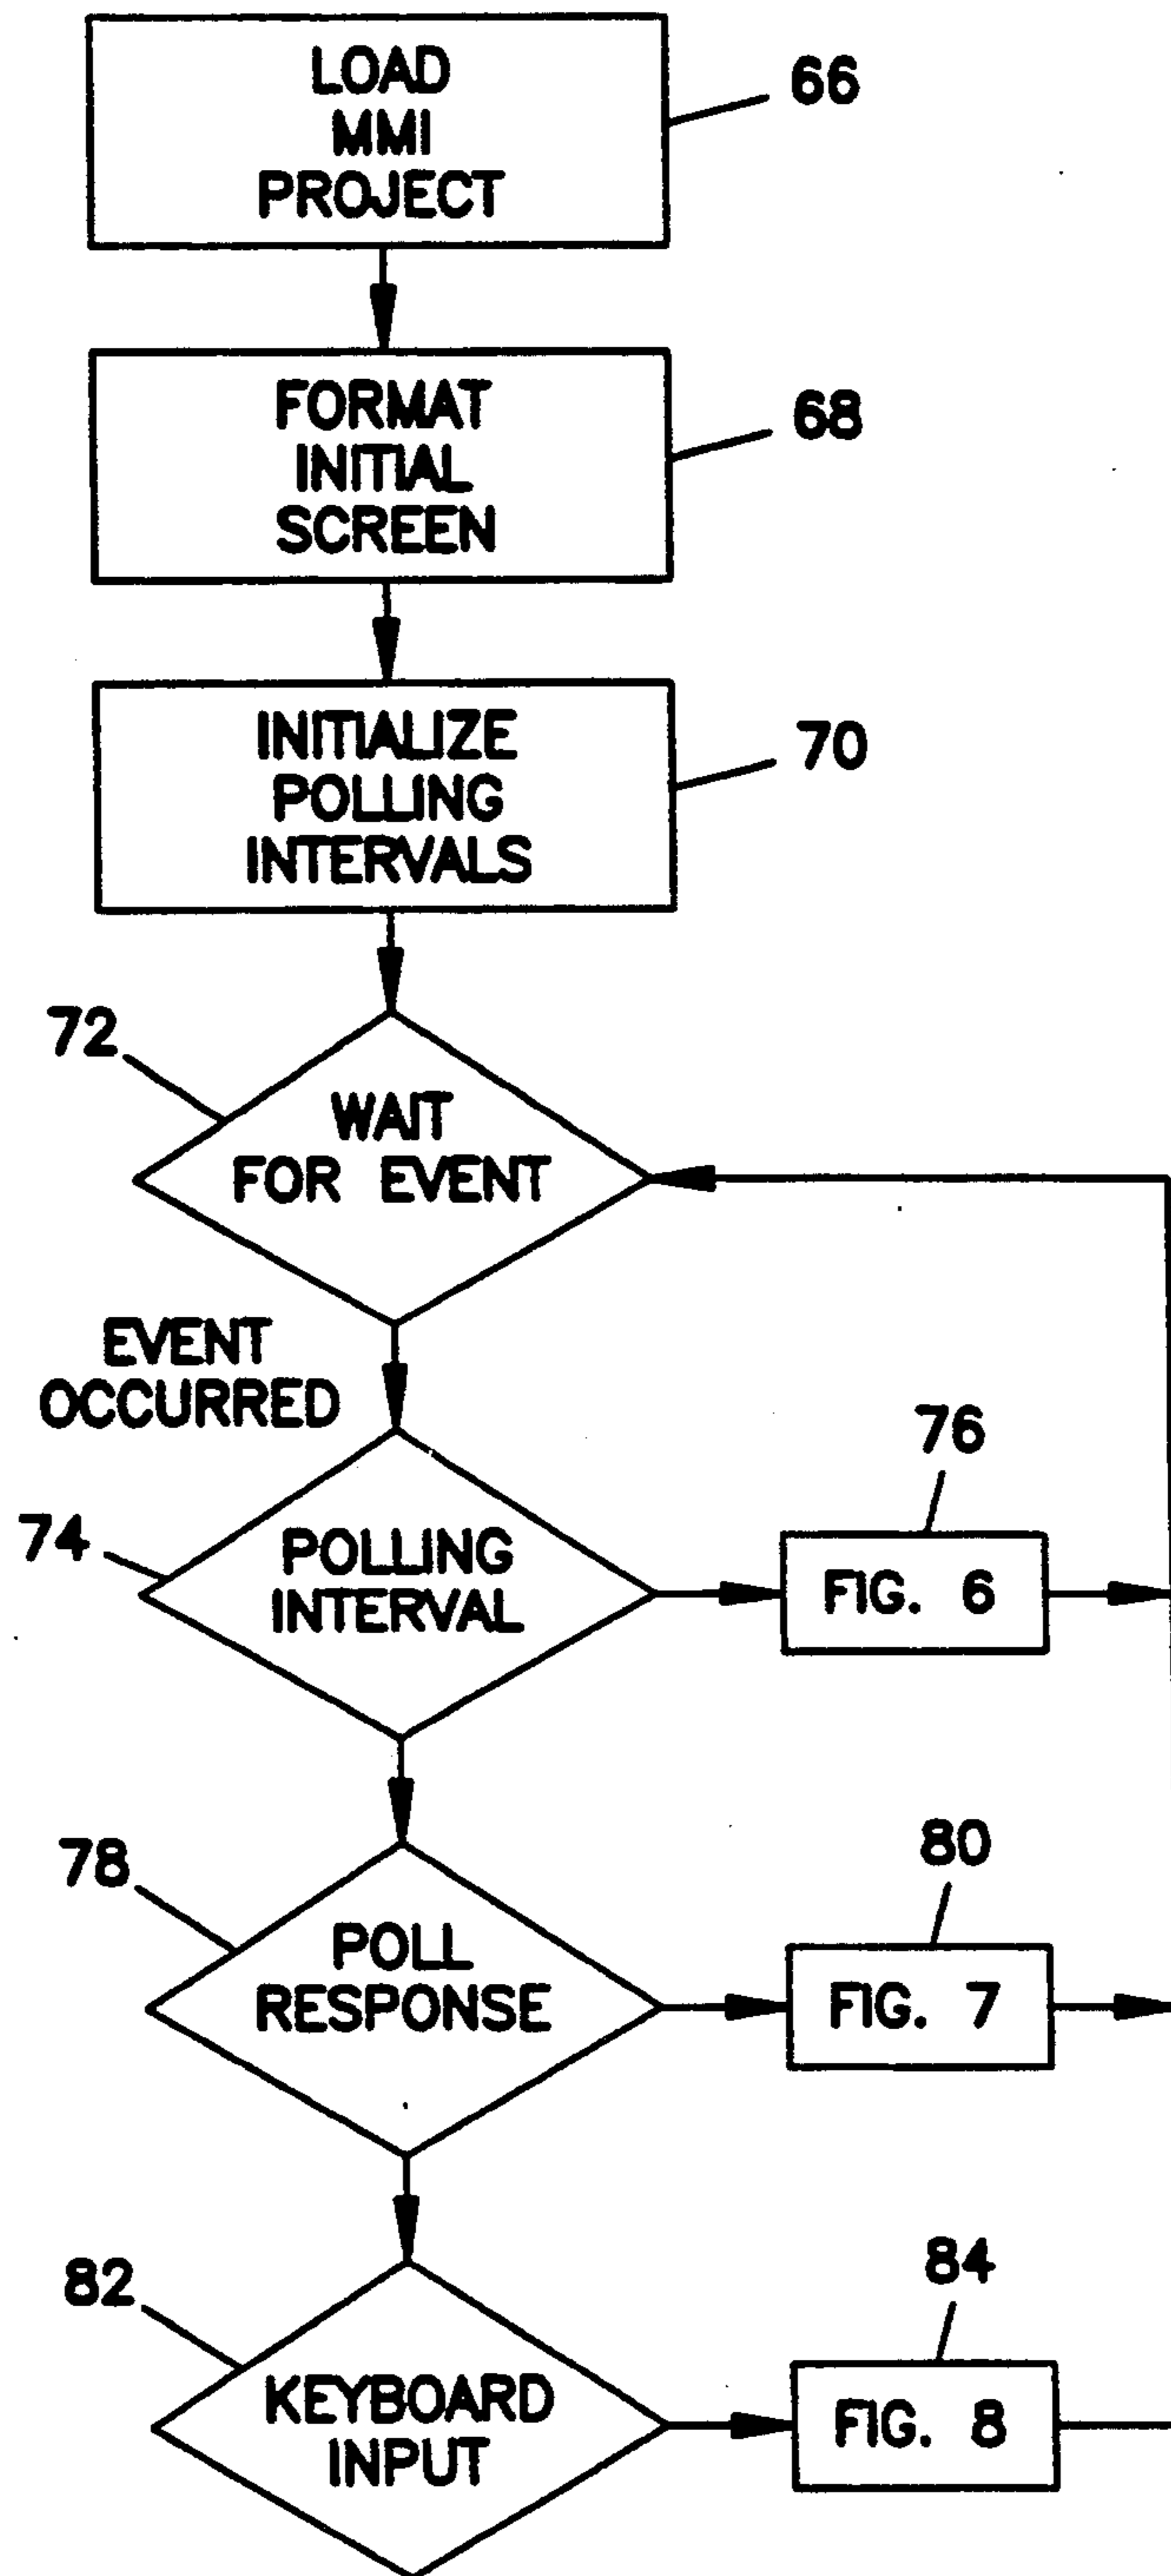 LOAD
MMI
PROJECT
66
FORMAT
INITIAL
SCREEN
68
INITIALIZE
POLLING
INTERVALS
70
72
WAIT
FOR EVENT
EVENT
OCCURRED
74
POLLING
INTERVAL
76
FIG. 6
78
POLL
RESPONSE
80
FIG. 7
82
KEYBOARD
INPUT
84
FIG. 8